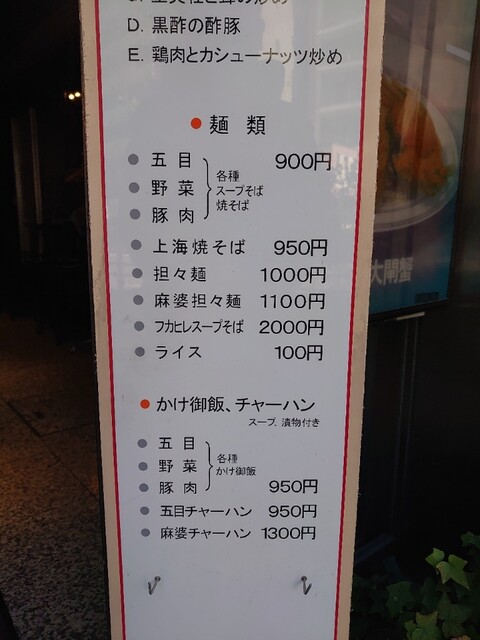 の炒め
D. 黒酢の酢豚
E. 鶏肉とカシューナッツ炒め
● 麺 類
● 五 目
● 野 菜
● 豚 肉
各種
スープそば
焼そば
900円
● 上海焼そば 950円
● 担々麺 1000円
● 麻婆担々麺 1100円
● フカヒレスープそば 2000円
● ライス 100円
● かけ御飯、チャーハン
スープ、漬物付き
● 五 目
● 野 菜
● 豚 肉
各種
かけ御飯
950円
● 五目チャーハン 950円
● 麻婆チャーハン 1300円
大閘蟹